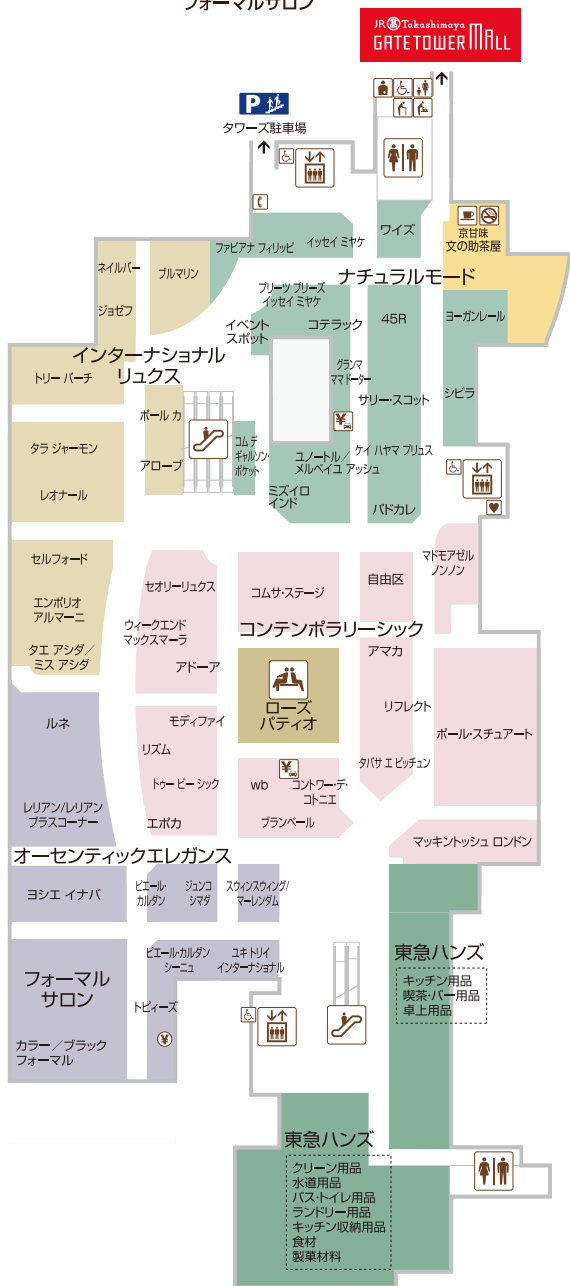 フォーマルサロン
JR Takashimaya
GATETOWER MALL
P
タワーズ駐車場
ワイズ
京甘味
文の助茶屋
ファビアナ フィリッピ
イッセイ ミヤケ
ネイルバー
ブルマリン
ナチュラルモード
プリーツ プリーズ
イッセイ ミヤケ
ジョゼフ
イベント
スポット
コテラック
45R
ヨーガンレール
インターナショナル
リュクス
グランマ
ママ ドーター
トリー バーチ
サリー・スコット
シビラ
ポール カ
¥
タラ ジャーモン
コム デ
ギャルソン・
ポケット
ユノートル/
メルベイユ アッシュ
ケイ ハヤマ プリュス
アローブ
レオナール
ミズイロ
インド
パドカレ
セルフォード
マドモアゼル
ノンノン
セオリーリュクス
コムサ・ステージ
自由区
エンポリオ
アルマーニ
ウィークエンド
マックスマーラ
コンテンポラリーシック
タエ アシダ/
ミス アシダ
アドーア
アマカ
ローズ
パティオ
リフレクト
ルネ
モディファイ
ポール・スチュアート
リズム
タバサ エ ピッチュン
¥
トゥー ビー シック
wb
コントワー・デ・
コトニエ
レリアン/レリアン
プラスコーナー
エポカ
ブランベール
マッキントッシュ ロンドン
オーセンティックエレガンス
ヨシエ イナバ
ピエール・
カルダン
ジュンコ
シマダ
スウィンスウィング/
マーレンダム
ピエール・カルダン
シーニュ
ユキ トリイ
インターナショナル
東急ハンズ
キッチン用品
喫茶・バー用品
卓上用品
フォーマル
サロン
トビィーズ
¥
カラー/ブラック
フォーマル
東急ハンズ
クリーン用品
水道用品
バス・トイレ用品
ランドリー用品
キッチン収納用品
食材
製菓材料